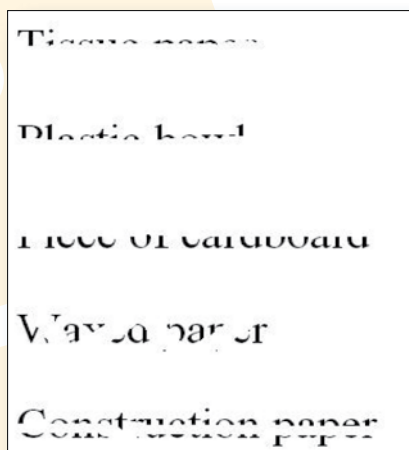 Tissue paper
Plastic bowl
Piece of cardboard
Waxed paper
Construction paper